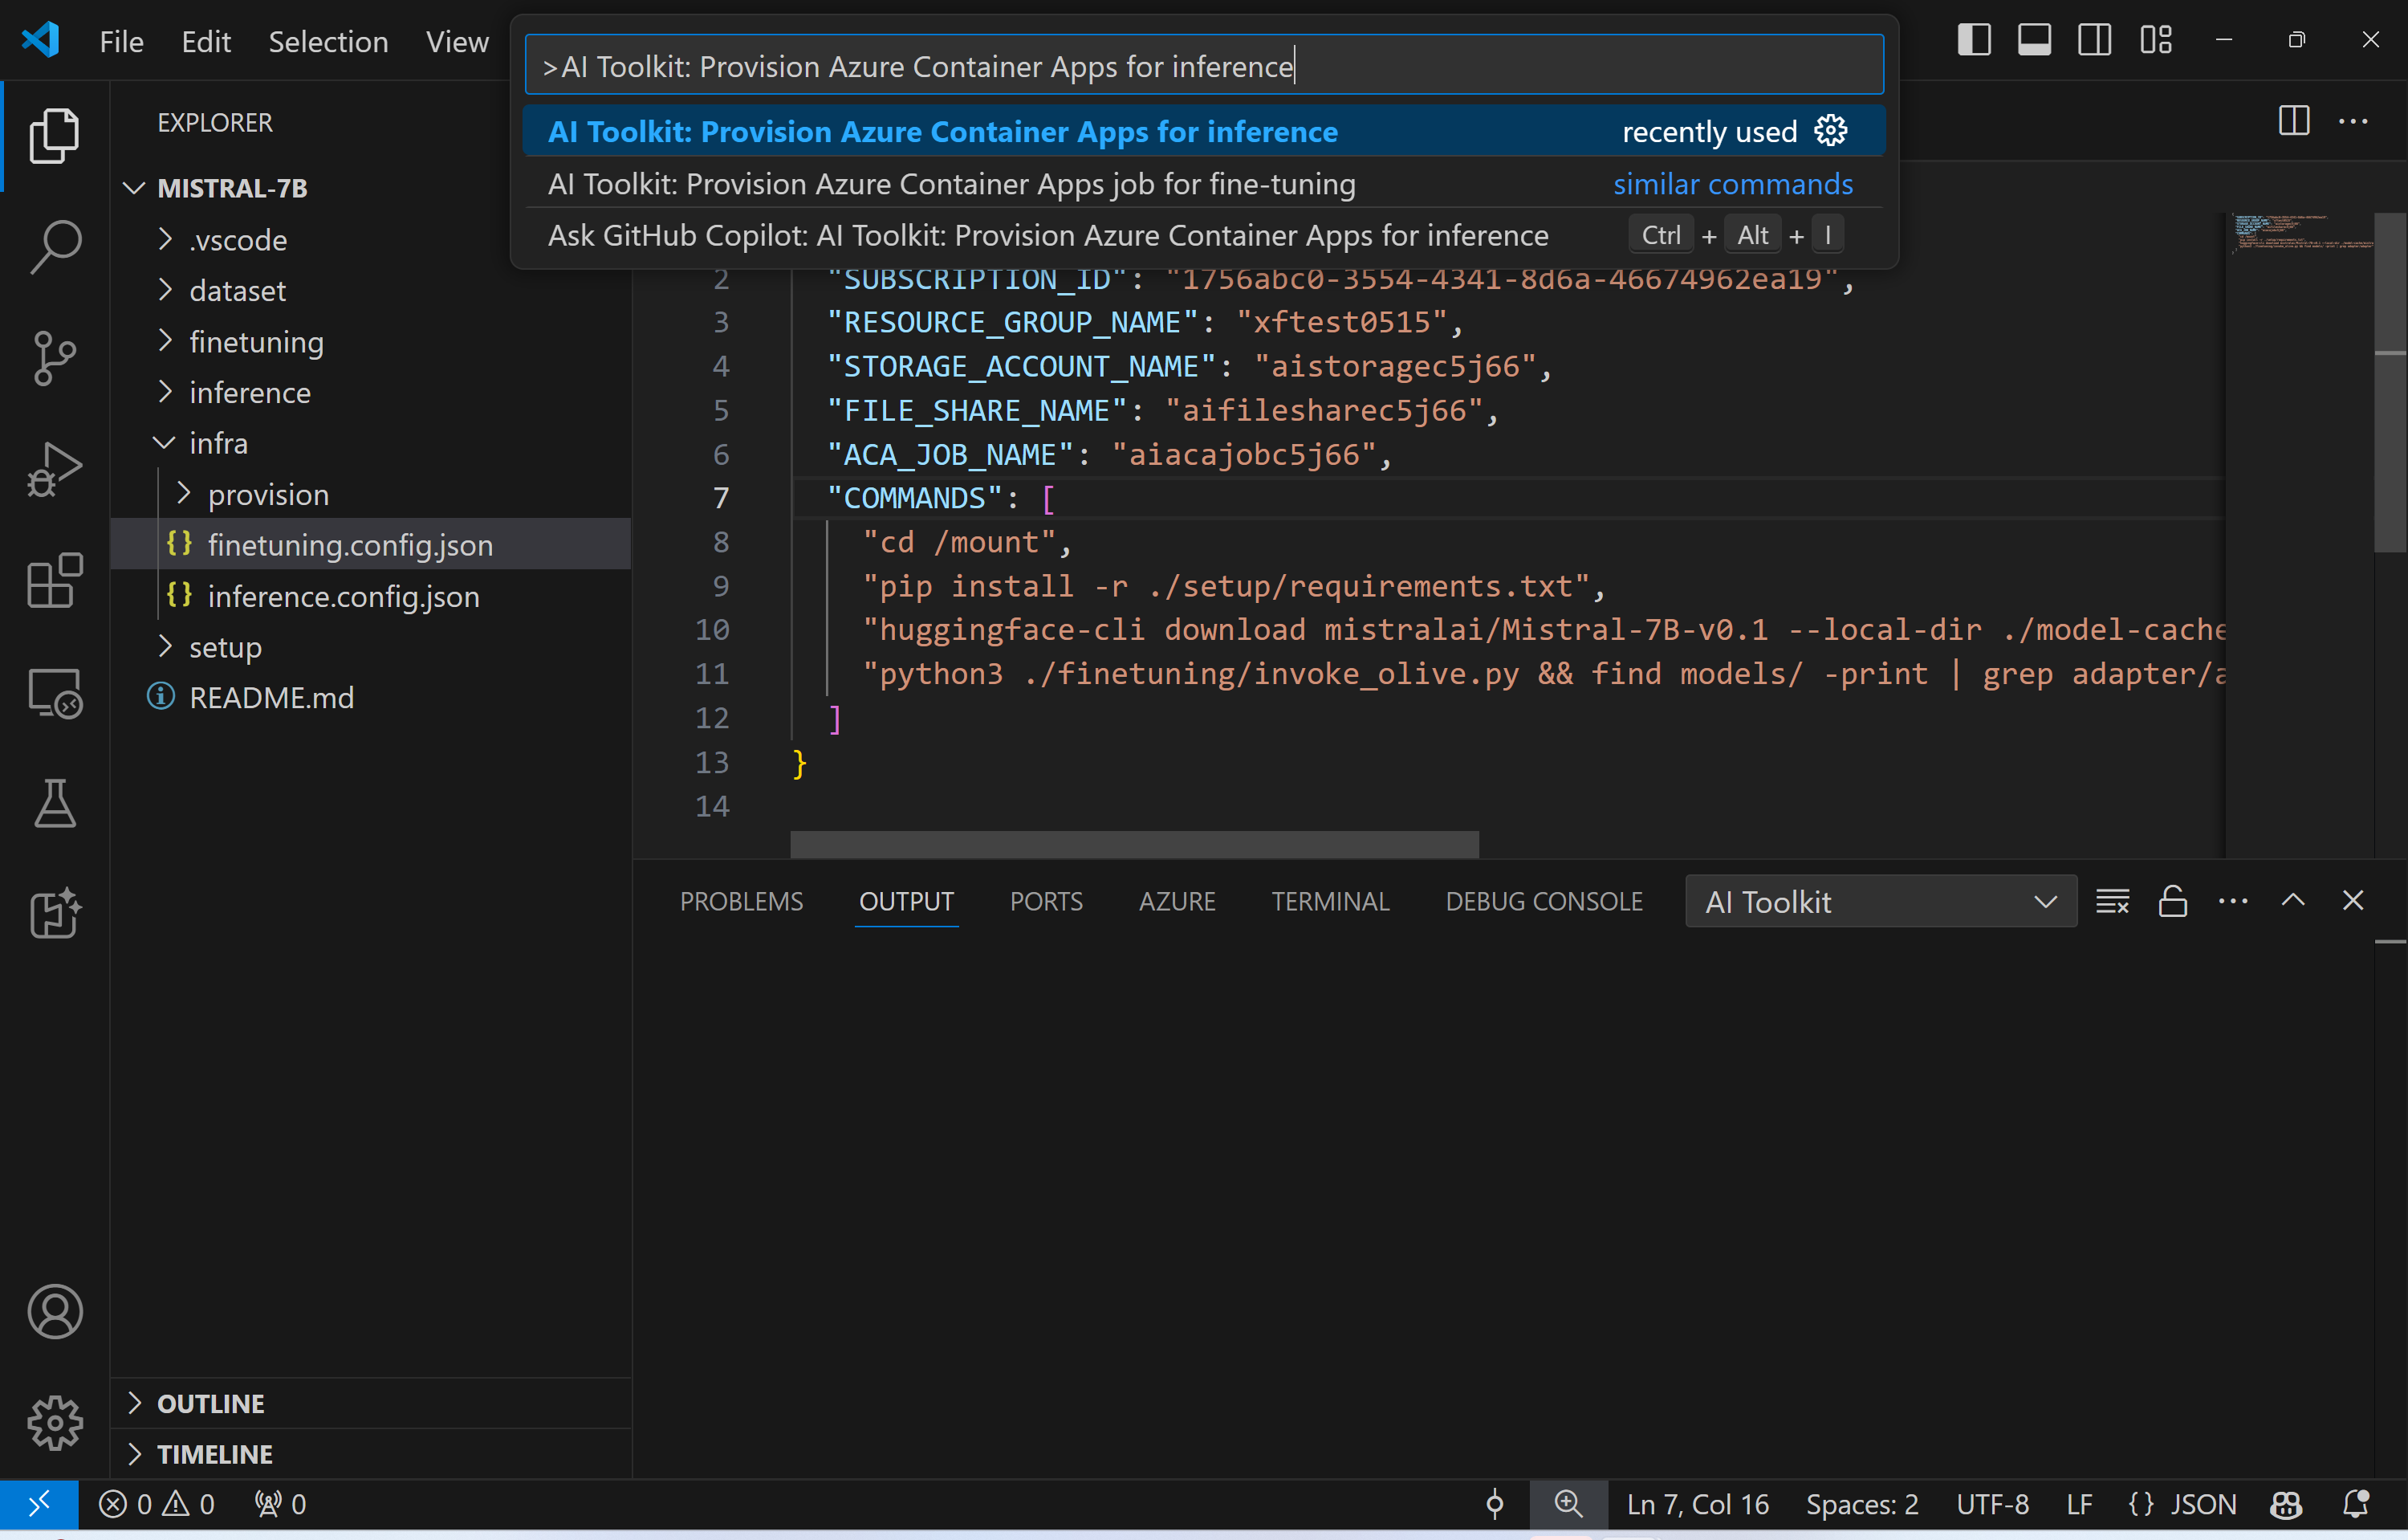 File Edit Selection View
>AI Toolkit: Provision Azure Container Apps for inference
AI Toolkit: Provision Azure Container Apps for inference recently used
AI Toolkit: Provision Azure Container Apps job for fine-tuning similar commands
Ask GitHub Copilot: AI Toolkit: Provision Azure Container Apps for inference Ctrl + Alt + I
EXPLORER
MISTRAL-7B
.vscode
dataset
finetuning
inference
infra
provision
{} finetuning.config.json
{} inference.config.json
setup
README.md
OUTLINE
TIMELINE
2 "SUBSCRIPTION_ID": "1756abc0-3554-4341-8d6a-46674962ea19",
3 "RESOURCE_GROUP_NAME": "xftest0515",
4 "STORAGE_ACCOUNT_NAME": "aistoragec5j66",
5 "FILE_SHARE_NAME": "aifilesharec5j66",
6 "ACA_JOB_NAME": "aiacajobc5j66",
7 "COMMANDS": [
8 "cd /mount",
9 "pip install -r ./setup/requirements.txt",
10 "huggingface-cli download mistralai/Mistral-7B-v0.1 --local-dir ./model-cache
11 "python3 ./finetuning/invoke_olive.py && find models/ -print | grep adapter/a
12 ]
13 }
14
PROBLEMS OUTPUT PORTS AZURE TERMINAL DEBUG CONSOLE AI Toolkit
0 0 0 Ln 7, Col 16 Spaces: 2 UTF-8 LF {} JSON